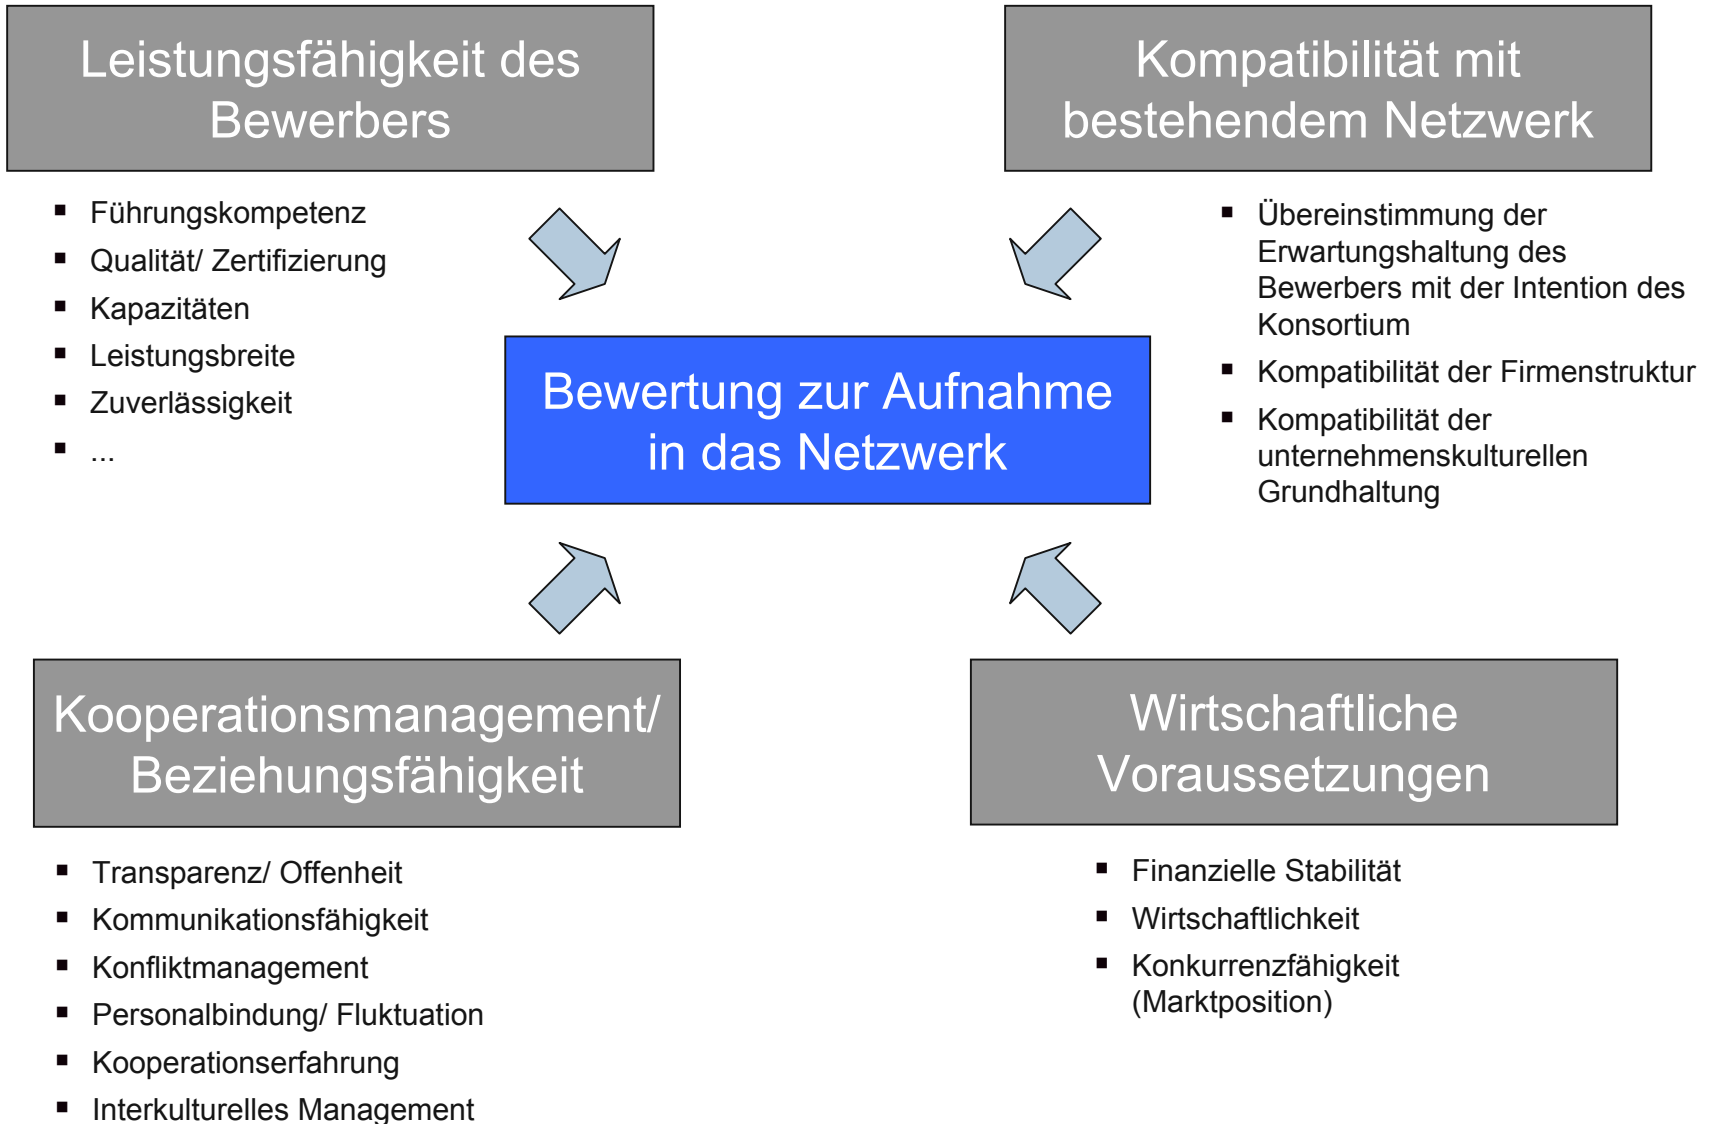 Leistungsfähigkeit des
Bewerbers
▪ Führungskompetenz
▪ Qualität/ Zertifizierung
▪ Kapazitäten
▪ Leistungsbreite
▪ Zuverlässigkeit
▪ ...
Kompatibilität mit
bestehendem Netzwerk
▪ Übereinstimmung der
Erwartungshaltung des
Bewerbers mit der Intention des
Konsortium
▪ Kompatibilität der Firmenstruktur
▪ Kompatibilität der
unternehmenskulturellen
Grundhaltung
Bewertung zur Aufnahme
in das Netzwerk
Kooperationsmanagement/
Beziehungsfähigkeit
▪ Transparenz/ Offenheit
▪ Kommunikationsfähigkeit
▪ Konfliktmanagement
▪ Personalbindung/ Fluktuation
▪ Kooperationserfahrung
▪ Interkulturelles Management
Wirtschaftliche
Voraussetzungen
▪ Finanzielle Stabilität
▪ Wirtschaftlichkeit
▪ Konkurrenzfähigkeit
(Marktposition)